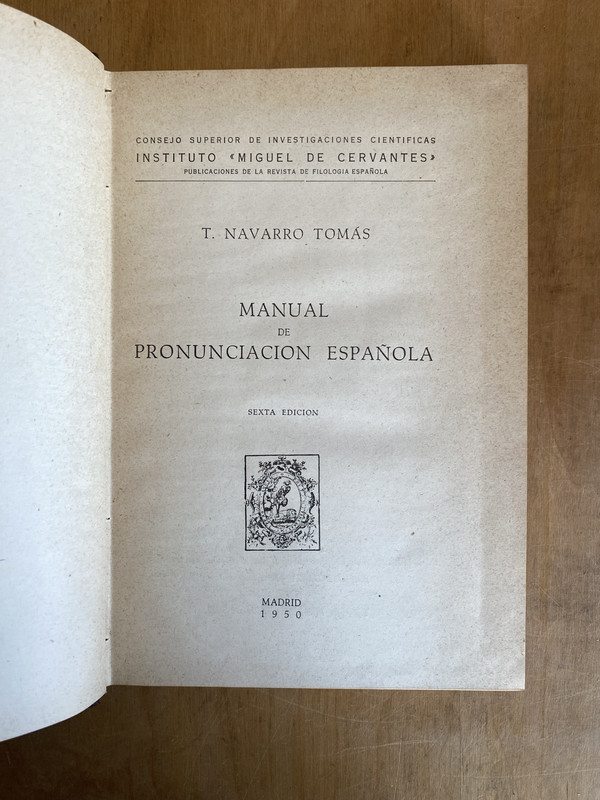 CONSEJO SUPERIOR DE INVESTIGACIONES CIENTIFICAS
INSTITUTO «MIGUEL DE CERVANTES»
PUBLICACIONES DE LA REVISTA DE FILOLOGIA ESPAÑOLA
T. NAVARRO TOMÁS
MANUAL
DE
PRONUNCIACION ESPAÑOLA
SEXTA EDICION
MADRID
1950